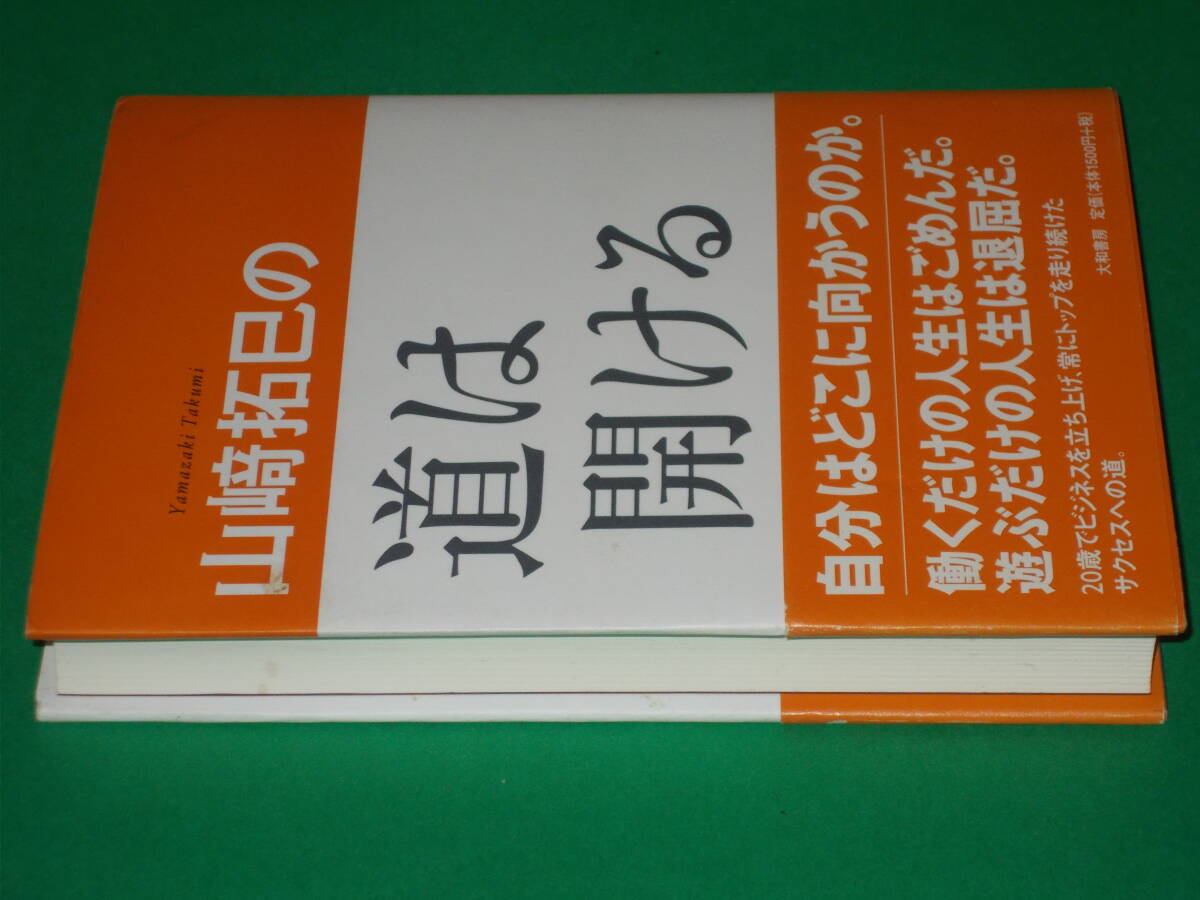 Yamazaki Takumi
山﨑拓巳の
道は
開ける
自分はどこに向かうのか。
働くだけの人生はごめんだ。
遊ぶだけの人生は退屈だ。
20歳でビジネスを立ち上げ、常にトップを走り続けた
サクセスへの道。
大和書房 定価(本体1500円+税)